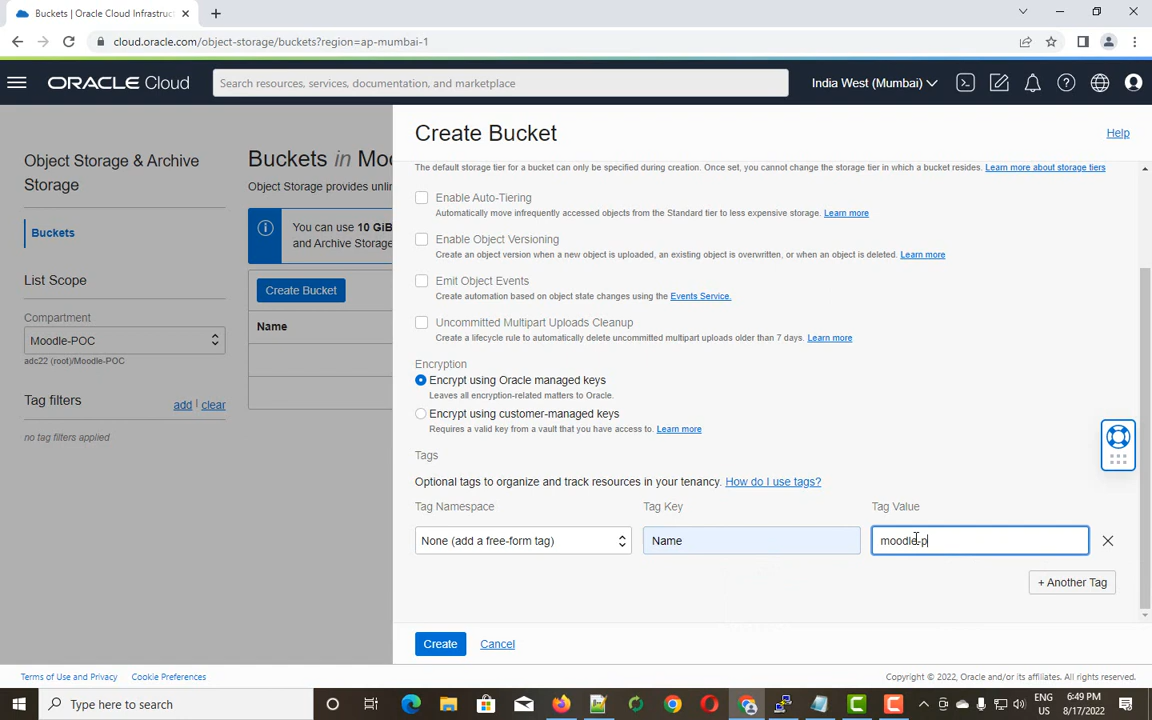 Buckets | Oracle Cloud Infrastruc
cloud.oracle.com/object-storage/buckets?region=ap-mumbai-1
ORACLE Cloud
Search resources, services, documentation, and marketplace
India West (Mumbai)
Object Storage & Archive
Storage
Buckets
List Scope
Compartment
Moodle-POC
adc22 (root)/Moodle-POC
Tag filters
add | clear
no tag filters applied
Buckets in Moo
Object Storage provides unlin
You can use 10 GiB
and Archive Storage
Create Bucket
Name
Create Bucket
Help
The default storage tier for a bucket can only be specified during creation. Once set, you cannot change the storage tier in which a bucket resides. Learn more about storage tiers
Enable Auto-Tiering
Automatically move infrequently accessed objects from the Standard tier to less expensive storage. Learn more
Enable Object Versioning
Create an object version when a new object is uploaded, an existing object is overwritten, or when an object is deleted. Learn more
Emit Object Events
Create automation based on object state changes using the Events Service.
Uncommitted Multipart Uploads Cleanup
Create a lifecycle rule to automatically delete uncommitted multipart uploads older than 7 days. Learn more
Encryption
Encrypt using Oracle managed keys
Leaves all encryption-related matters to Oracle.
Encrypt using customer-managed keys
Requires a valid key from a vault that you have access to. Learn more
Tags
Optional tags to organize and track resources in your tenancy. How do I use tags?
Tag Namespace
Tag Key
Tag Value
None (add a free-form tag)
Name
moodle-p
+ Another Tag
Create
Cancel
Terms of Use and Privacy
Cookie Preferences
Copyright © 2022, Oracle and/or its affiliates. All rights reserved.
Type here to search
ENG
US
6:49 PM
8/17/2022